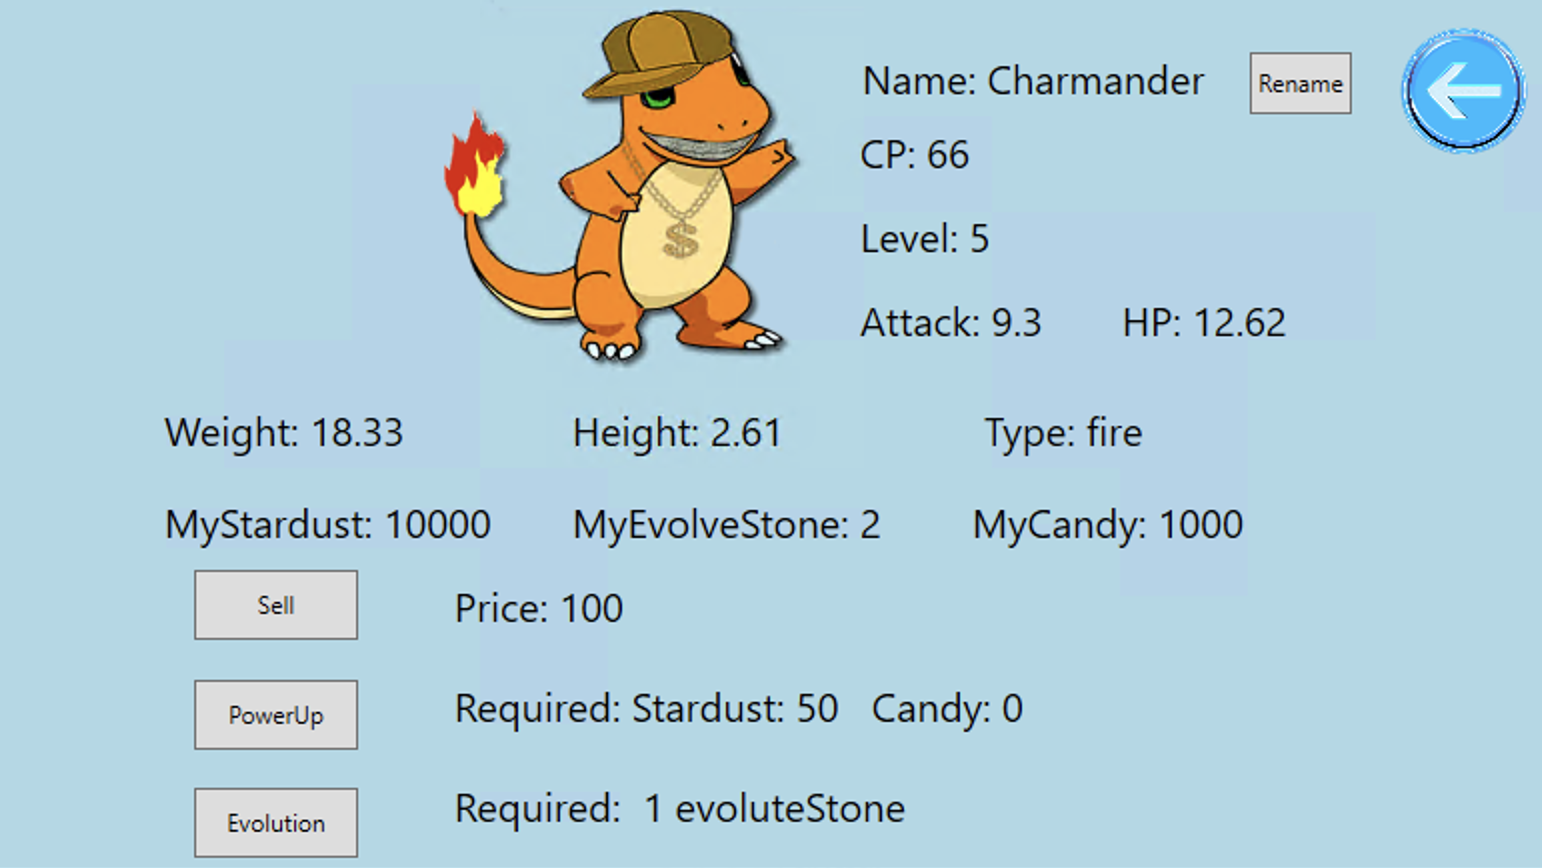 Name: Charmander
Rename
CP: 66
Level: 5
Attack: 9.3 HP: 12.62
$
Weight: 18.33 Height: 2.61 Type: fire
MyStardust: 10000 MyEvolveStone: 2 MyCandy: 1000
Sell Price: 100
PowerUp Required: Stardust: 50 Candy: 0
Evolution Required: 1 evoluteStone